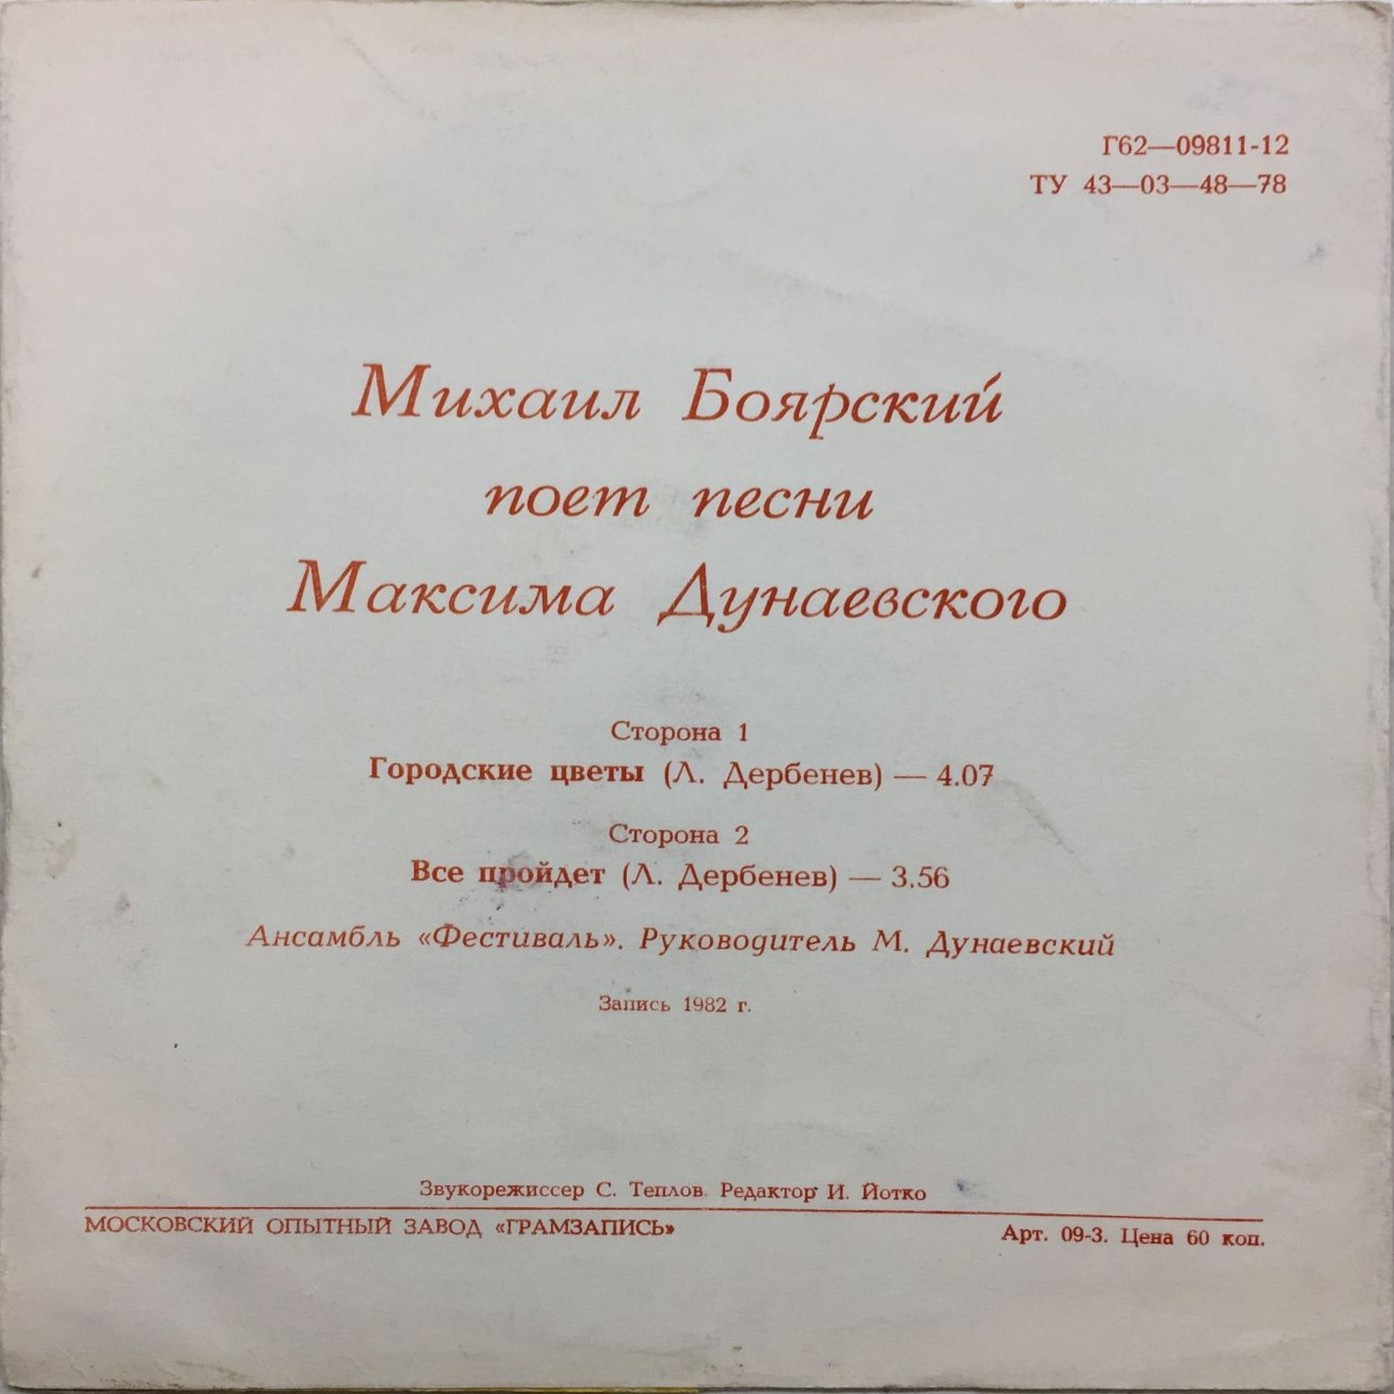 Г62—09811-12
ТУ 43—03—48—78
Михаил Боярский
поет песни
Максима Дунаевского
Сторона 1
Городские цветы (Л. Дербенев) — 4.07
Сторона 2
Все пройдет (Л. Дербенев) — 3.56
Ансамбль «Фестиваль». Руководитель М. Дунаевский
Запись 1982 г.
Звукорежиссер С. Теплов. Редактор И. Йотко
МОСКОВСКИЙ ОПЫТНЫЙ ЗАВОД «ГРАМЗАПИСЬ»
Арт. 09-3. Цена 60 коп.